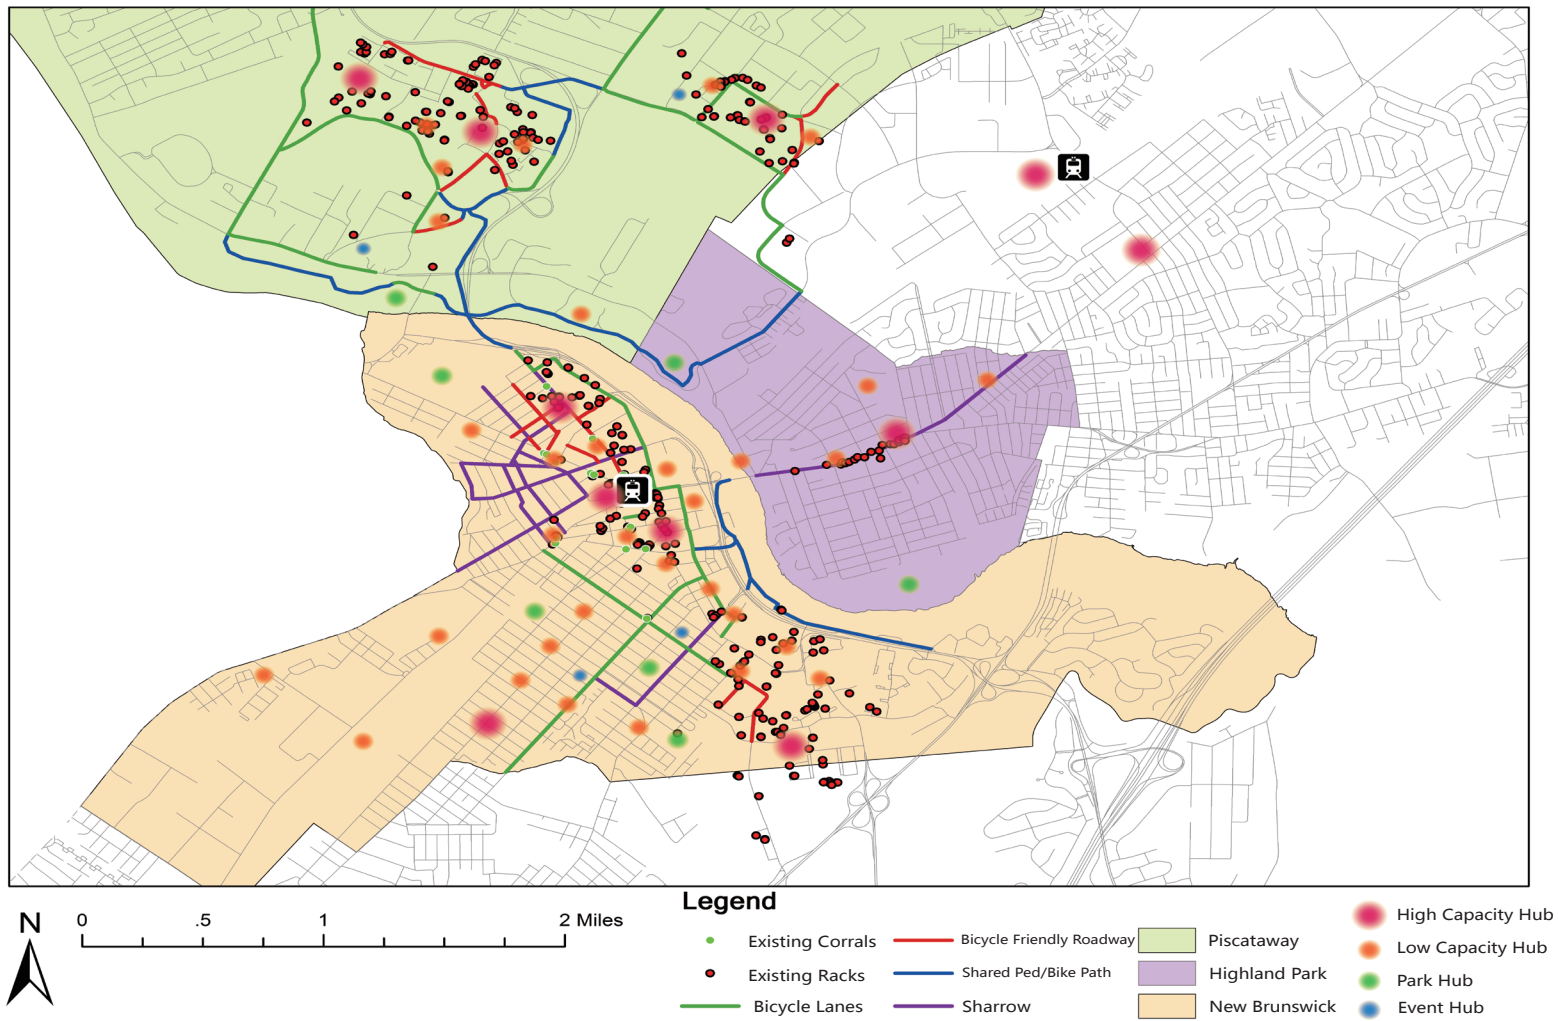 N
0 .5 1 2 Miles
Legend
Existing Corrals
Existing Racks
Bicycle Lanes
Bicycle Friendly Roadway
Shared Ped/Bike Path
Sharrow
Piscataway
Highland Park
New Brunswick
High Capacity Hub
Low Capacity Hub
Park Hub
Event Hub